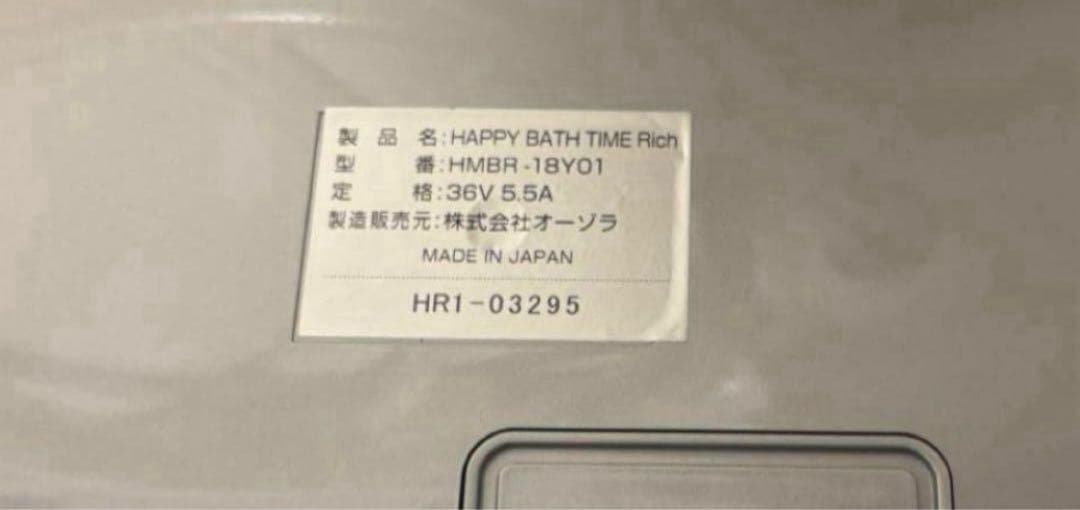 製品名:HAPPY BATH TIME Rich
型番:HMBR-18Y01
定格:36V 5.5A
製造販売元:株式会社オーゾラ
MADE IN JAPAN
HR1-03295